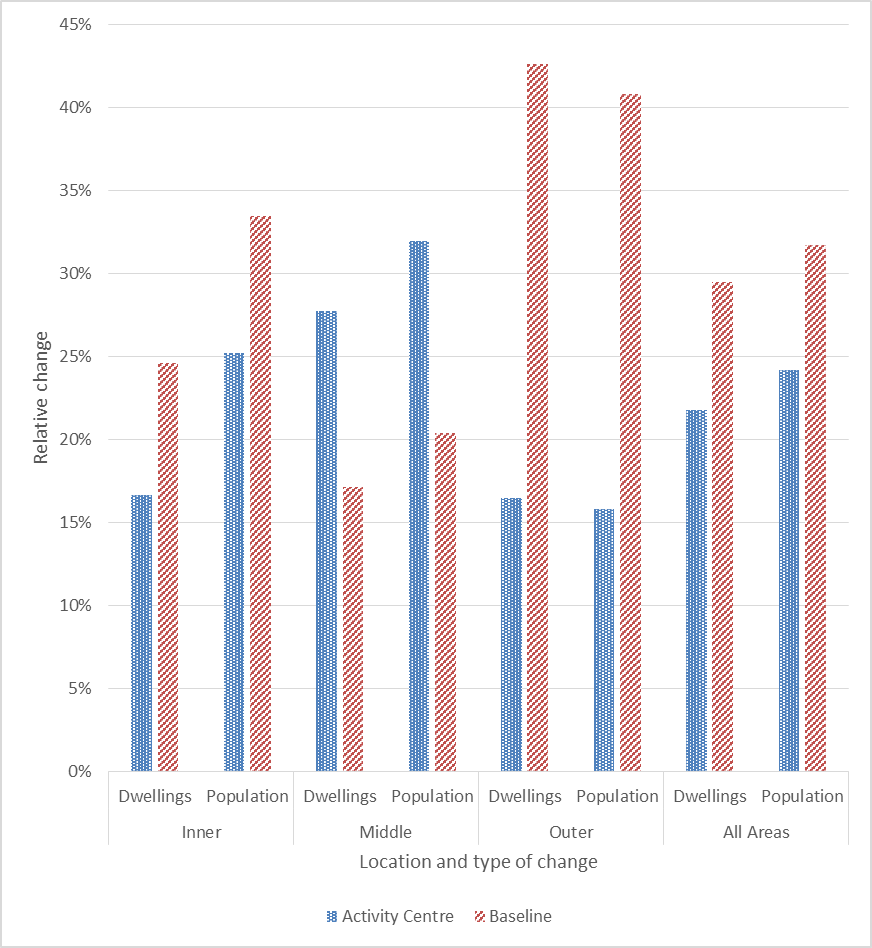 45%
40%
35%
30%
25%
20%
15%
10%
5%
0%
Relative change
Dwellings Population Dwellings Population Dwellings Population Dwellings Population
Inner Middle Outer All Areas
Location and type of change
Activity Centre Baseline